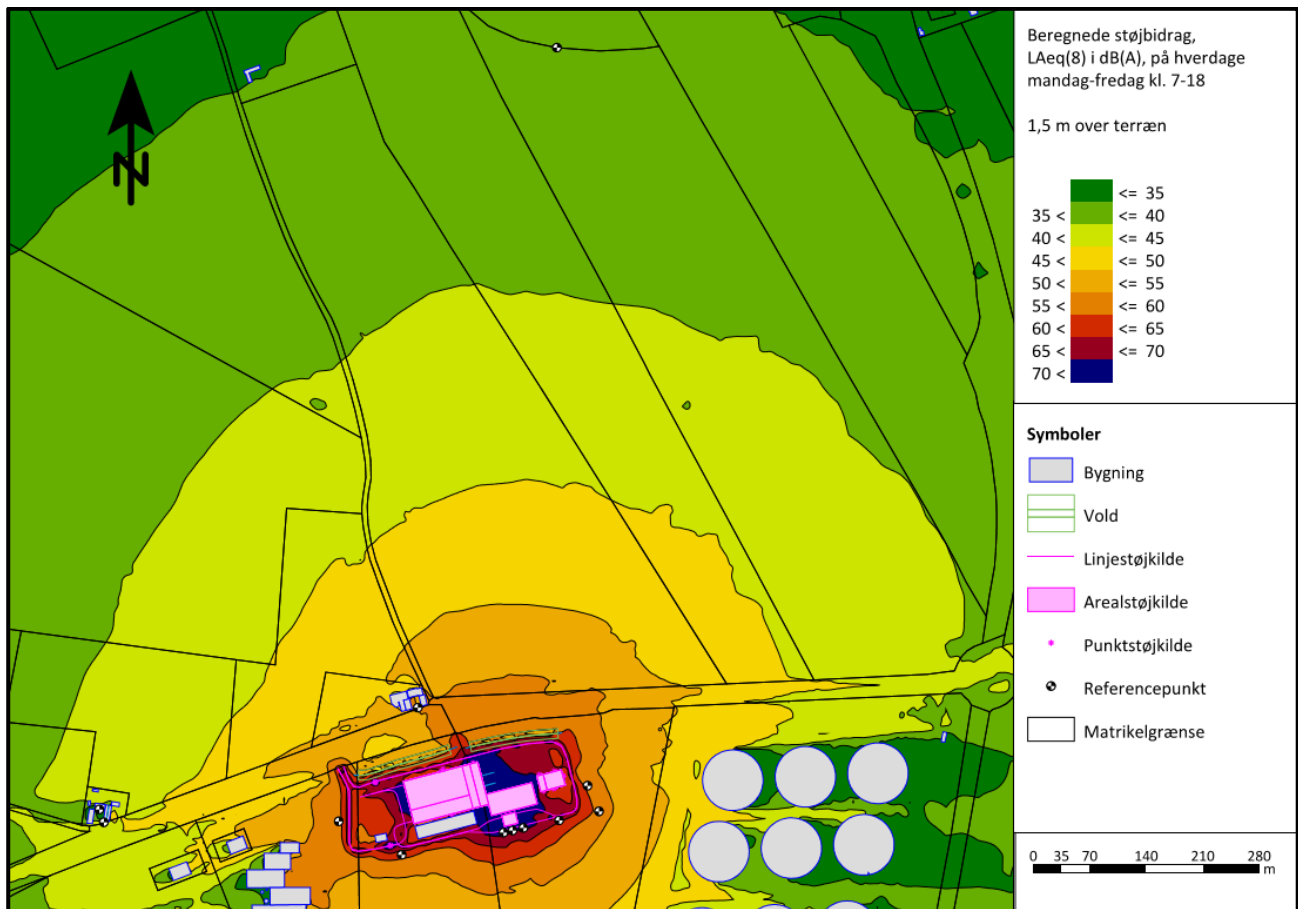 Beregnede støjbidrag,
LAeq(8) i dB(A), på hverdage
mandag-fredag kl. 7-18
1,5 m over terræn
<= 35
35 < <= 40
40 < <= 45
45 < <= 50
50 < <= 55
55 < <= 60
60 < <= 65
65 < <= 70
70 <
N
Symboler
Bygning
Vold
Linjestøjkilde
Arealstøjkilde
Punktstøjkilde
Referencepunkt
Matrikelgrænse
0 35 70 140 210 280
m